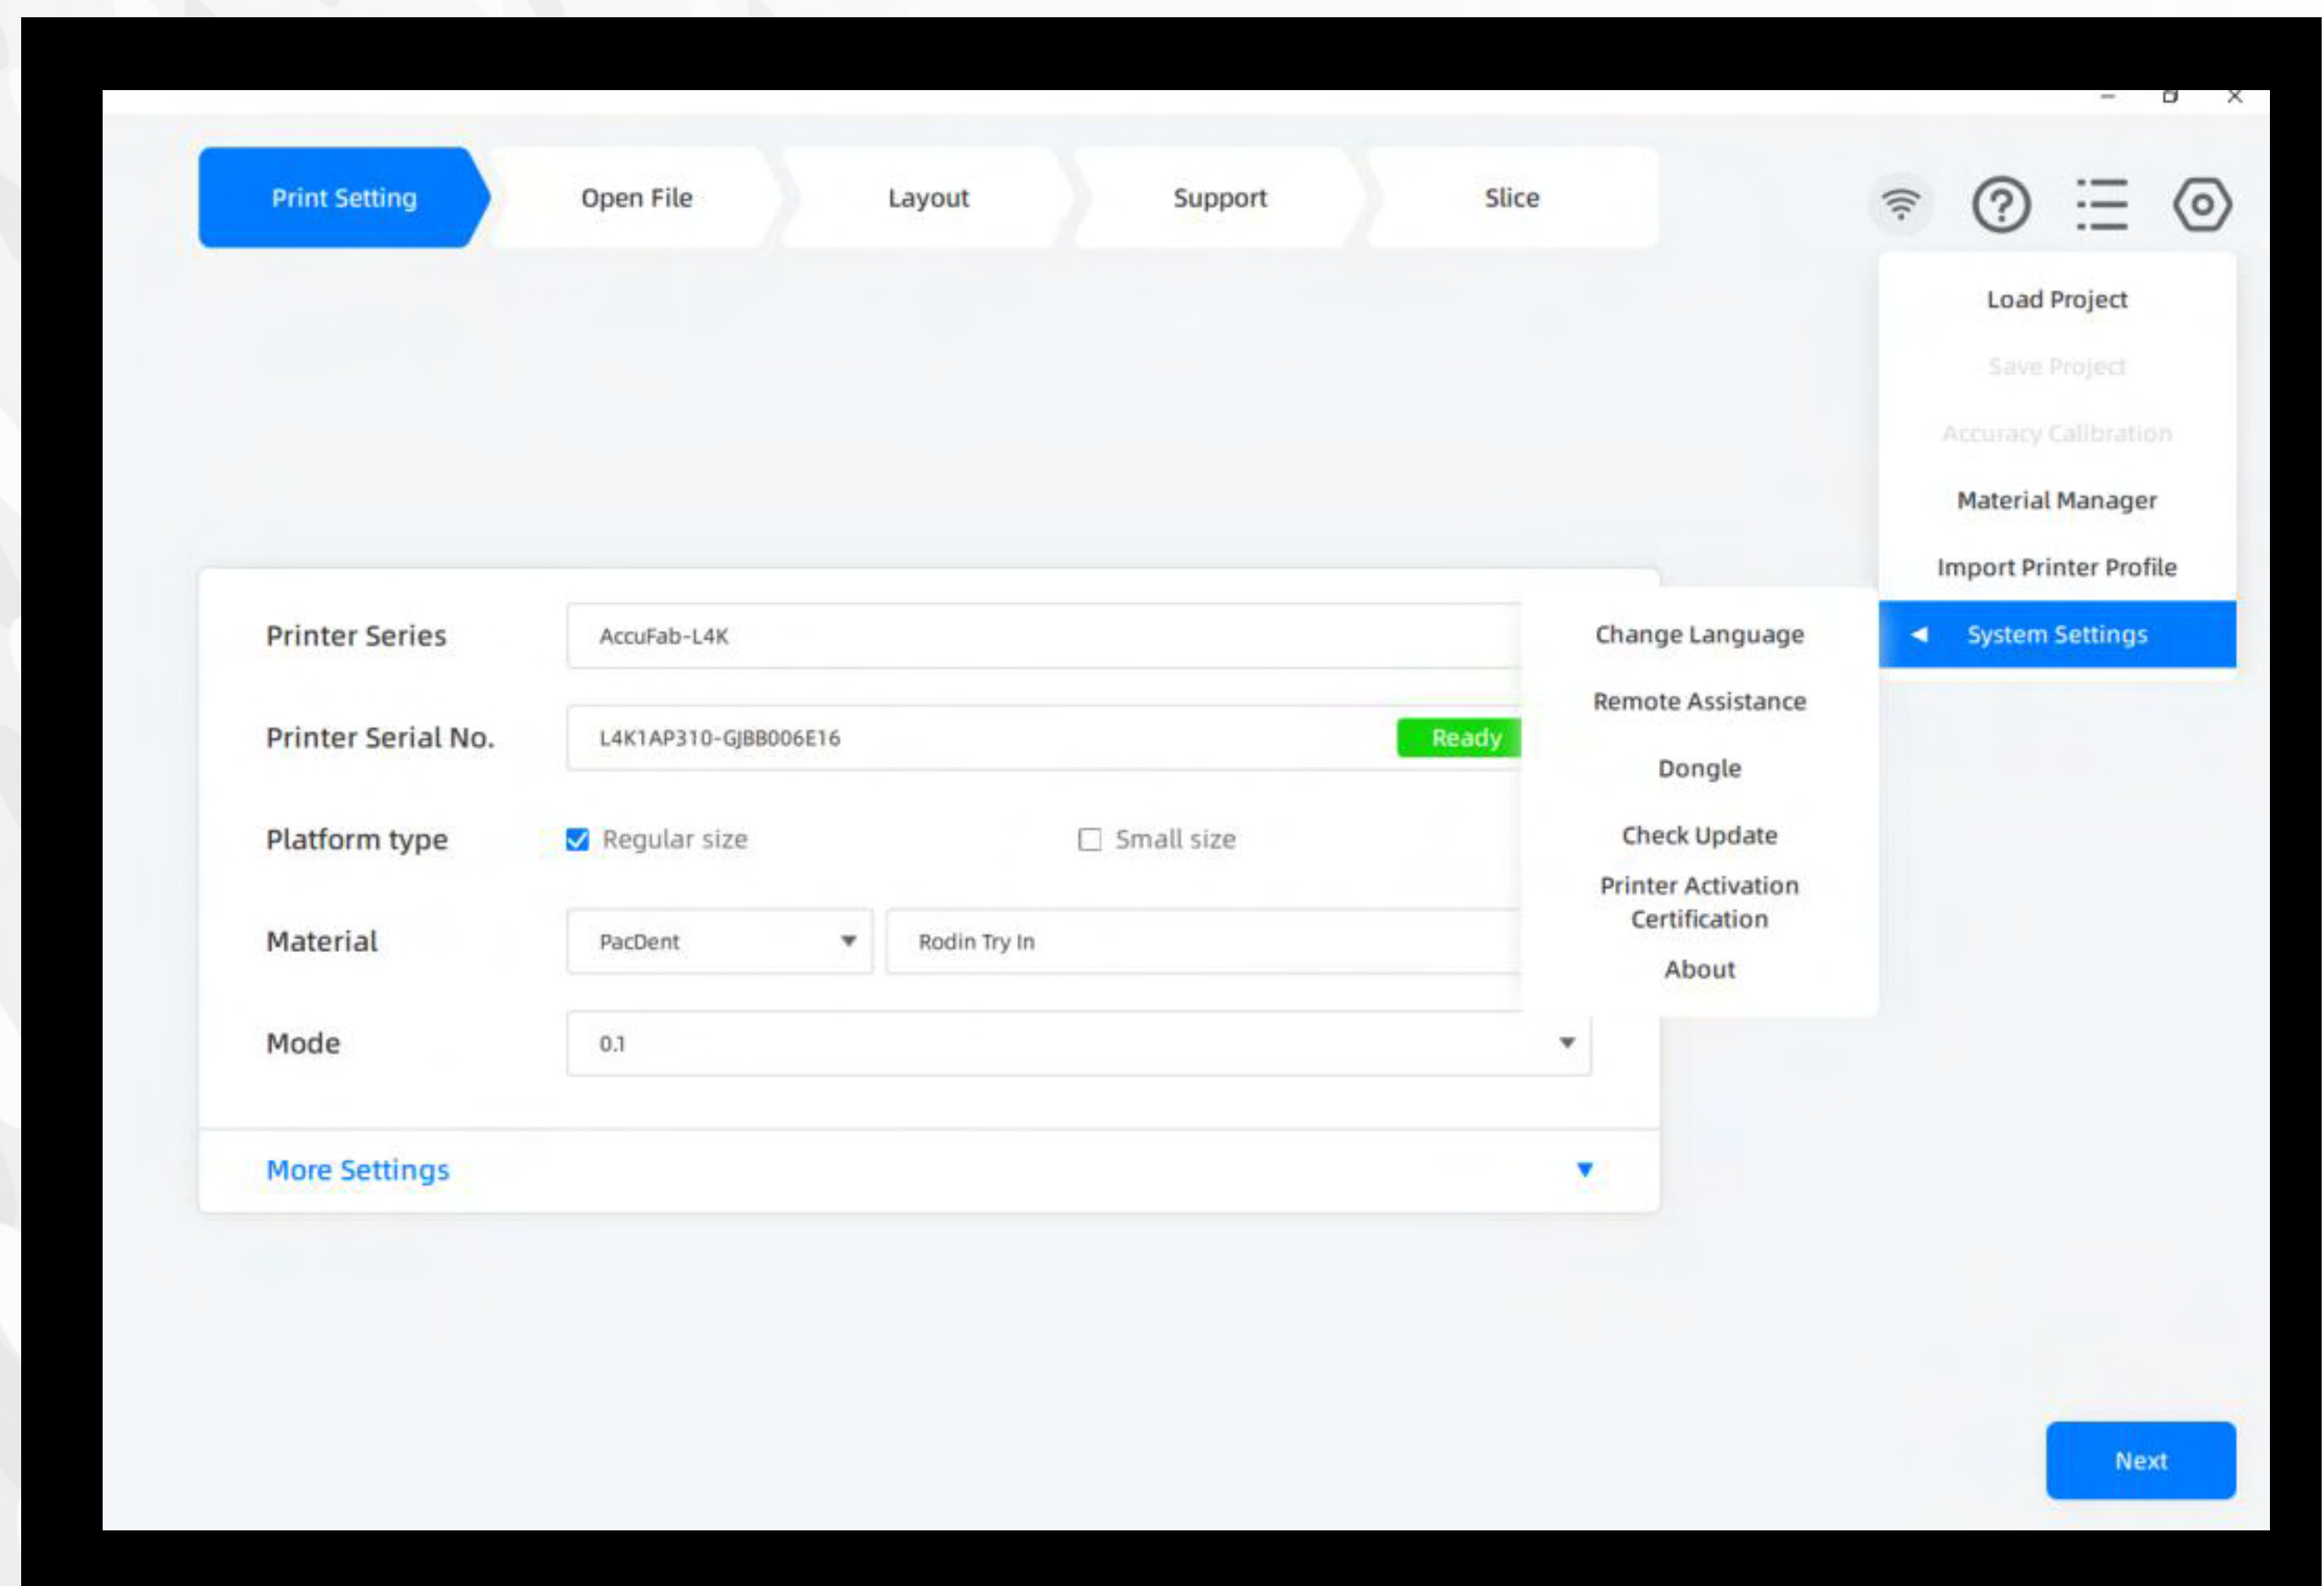 Print Setting
Open File
Layout
Support
Slice
Load Project
Save Project
Accuracy Calibration
Material Manager
Import Printer Profile
System Settings
Change Language
Remote Assistance
Dongle
Check Update
Printer Activation
Certification
About
Printer Series
AccuFab-L4K
Printer Serial No.
L4K1AP310-GJBB006E16
Ready
Platform type
Regular size
Small size
Material
PacDent
Rodin Try In
Mode
0.1
More Settings
Next